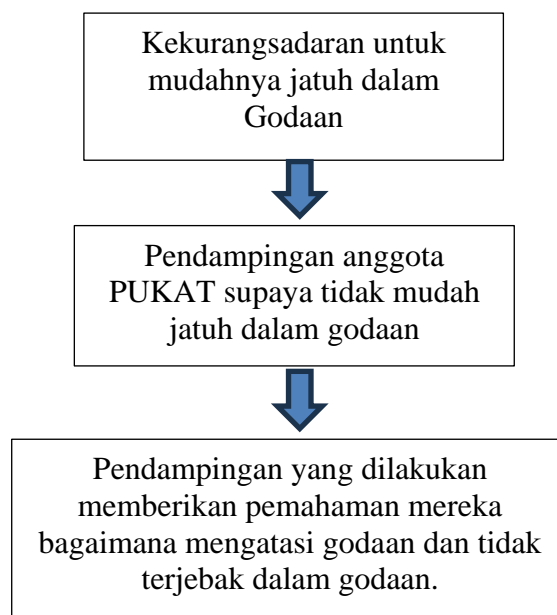 Kekurangsadaran untuk
mudahnya jatuh dalam
Godaan
Pendampingan anggota
PUKAT supaya tidak mudah
jatuh dalam godaan
Pendampingan yang dilakukan
memberikan pemahaman mereka
bagaimana mengatasi godaan dan tidak
terjebak dalam godaan.